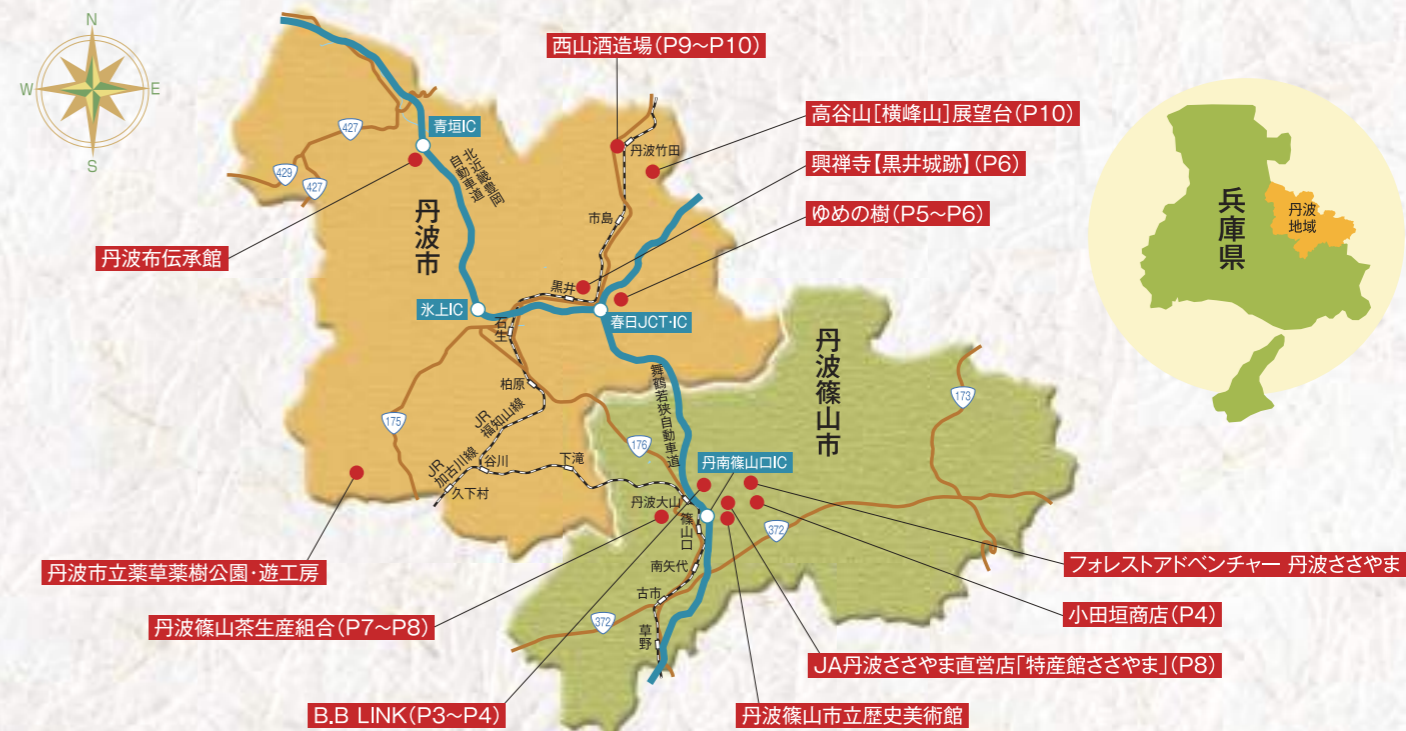 N
W
E
S
西山酒造場(P9~P10)
高谷山[横峰山]展望台(P10)
興禅寺【黒井城跡】(P6)
ゆめの樹(P5~P6)
丹波布伝承館
427
429
427
青垣IC
北近畿豊岡
自動車道
丹波市
丹波竹田
市島
黒井
氷上IC
石生
春日JCT・IC
柏原
175
JR
福知山線
JR
加古川線
谷川
久下村
下滝
176
舞鶴若狭自動車道
丹南篠山口IC
丹波篠山市
173
丹波大山
篠山口
372
南矢代
古市
372
草野
兵庫県
丹波
地域
丹波市立薬草薬樹公園・遊工房
丹波篠山茶生産組合(P7~P8)
B.B LINK(P3~P4)
フォレストアドベンチャー 丹波ささやま
小田垣商店(P4)
JA丹波ささやま直営店「特産館ささやま」(P8)
丹波篠山市立歴史美術館